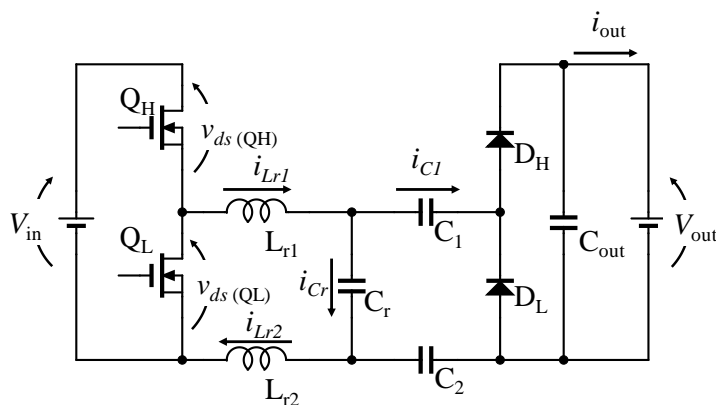 i_out
Q_H
v_ds (QH)
i_Lr1
i_C1
D_H
V_in
L_r1
C_1
C_out
V_out
Q_L
v_ds (QL)
i_Cr
C_r
D_L
i_Lr2
L_r2
C_2